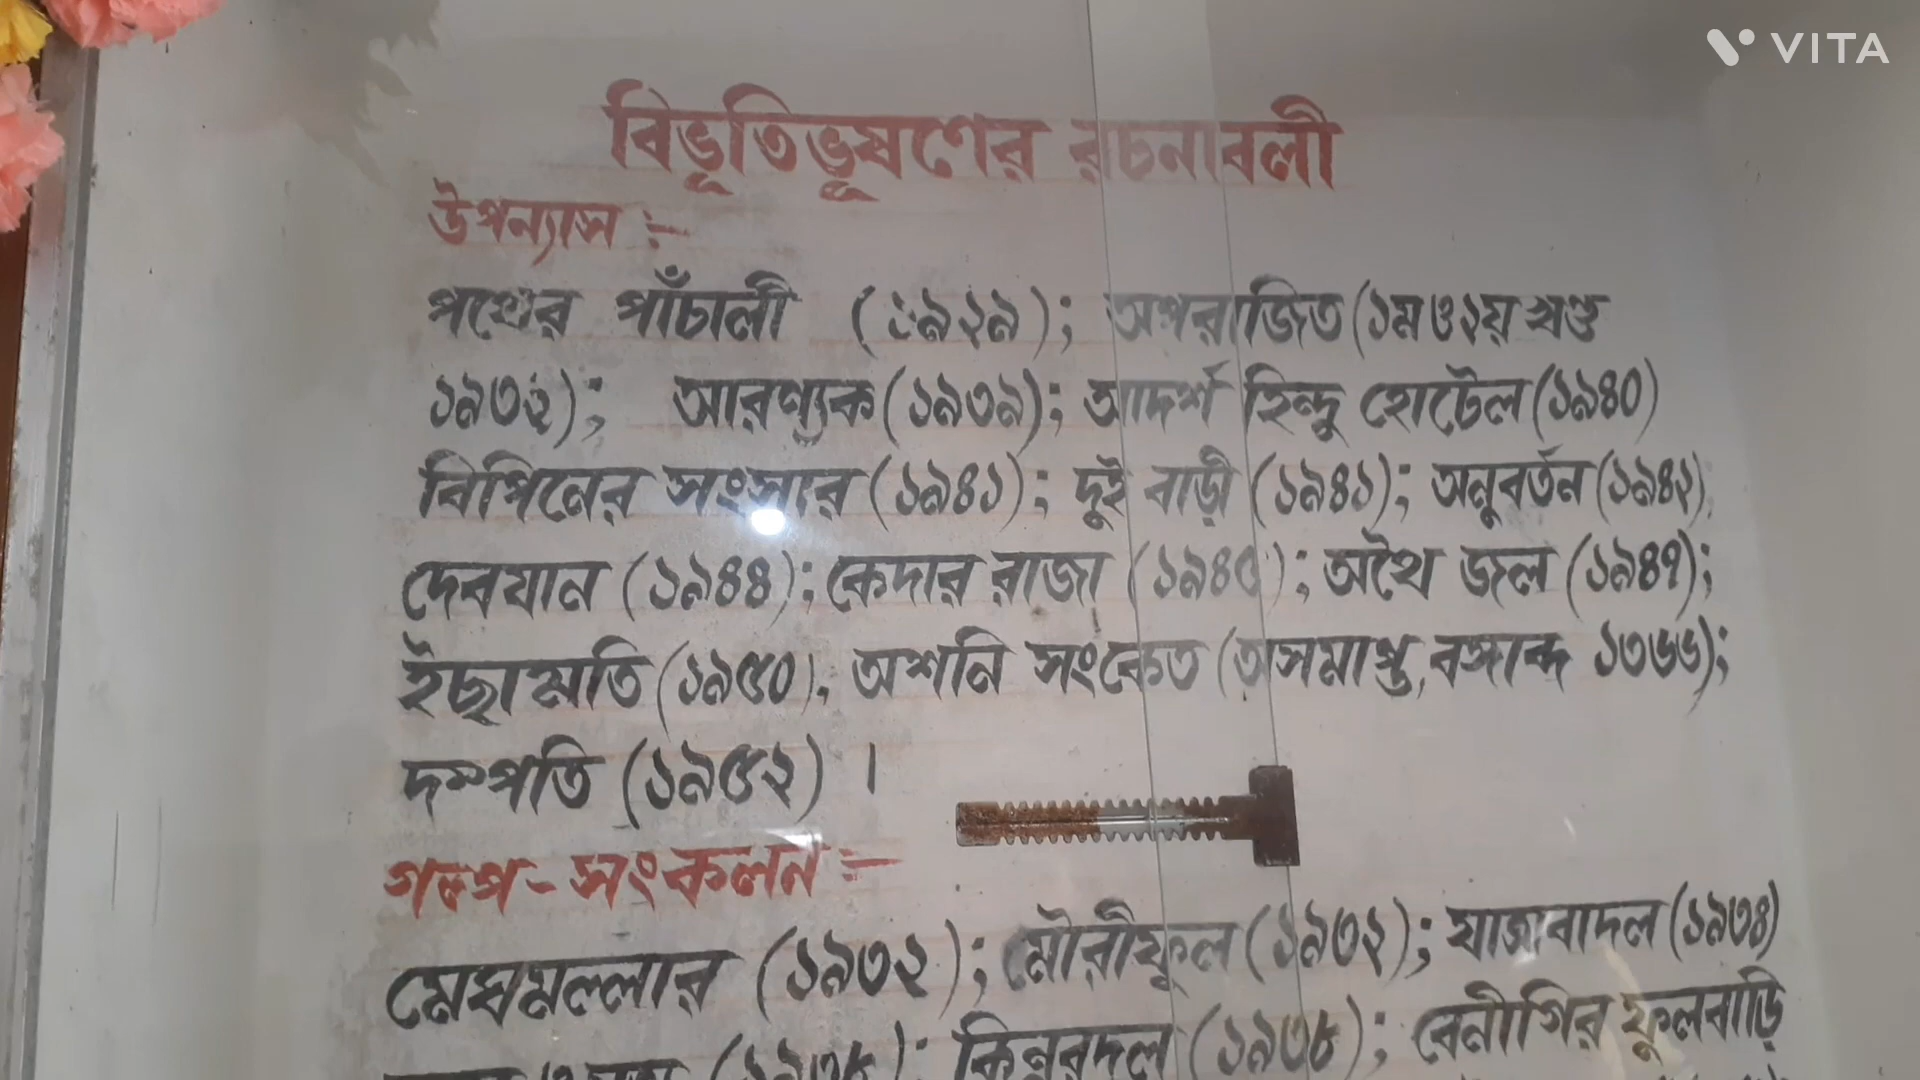 VITA
বিভূতিভূষণের রচনাবলী
উপন্যাস :-
পথের পাঁচালী (১৯২৯); অপরাজিত (১ম ও ২য় খণ্ড
১৯৩২); আরণ্যক (১৯৩৯); আদর্শ হিন্দু হোটেল (১৯৪০)
বিপিনের সংসার (১৯৪১); দুই বাড়ী (১৯৪১); অনুবর্তন (১৯৪২)
দেবযান (১৯৪৪); কেদার রাজা (১৯৪৫); অথৈ জল (১৯৪৭);
ইছামতি (১৯৫০), অশনি সংকেত (অসমাপ্ত, বঙ্গাব্দ ১৩৬৬);
দম্পতি (১৯৫২) ।
গল্প-সংকলন :-
মেঘমল্লার (১৯৩২); মৌরীফুল (১৯৩২); যাত্রাবাদল (১৯৩৪)
কিন্নরদল (১৯৩৮); বেনীগির ফুলবাড়ি